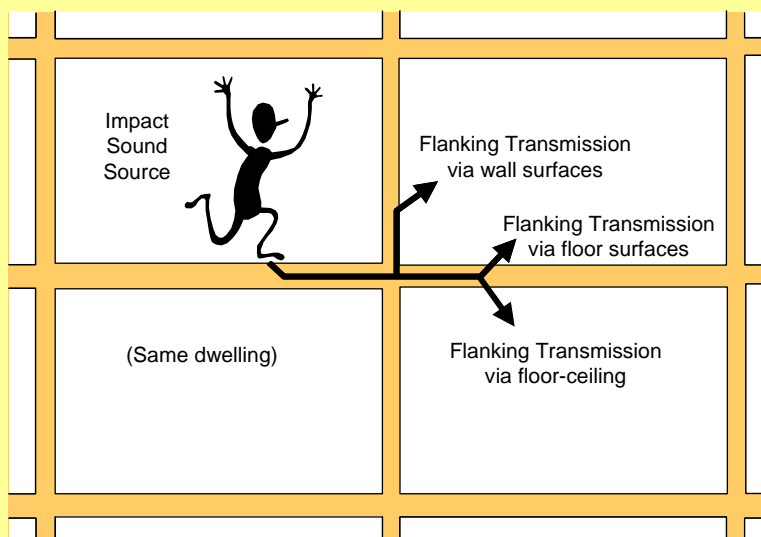 Impact
Sound
Source
Flanking Transmission
via wall surfaces
Flanking Transmission
via floor surfaces
(Same dwelling)
Flanking Transmission
via floor-ceiling